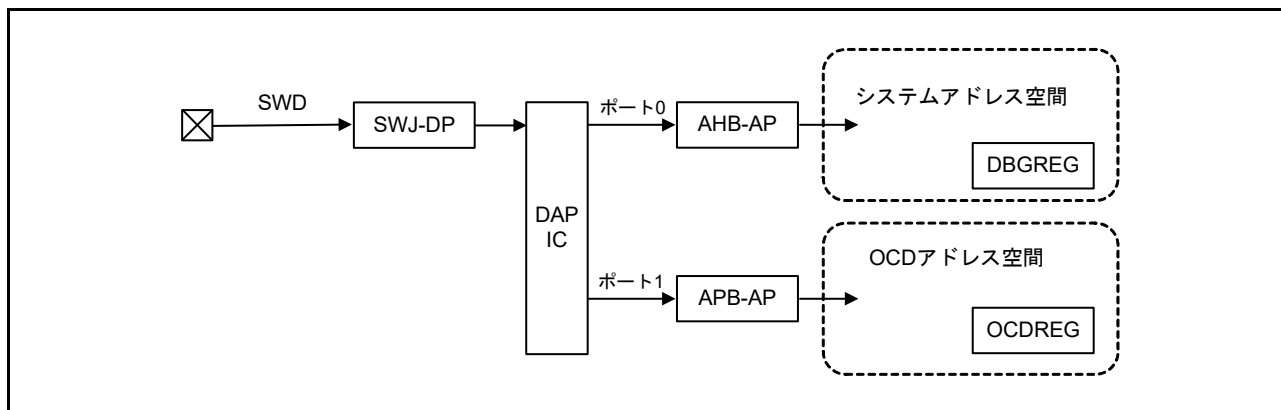 SWD
SWJ-DP
DAP
IC
ポート0
AHB-AP
システムアドレス空間
DBGREG
ポート1
APB-AP
OCDアドレス空間
OCDREG